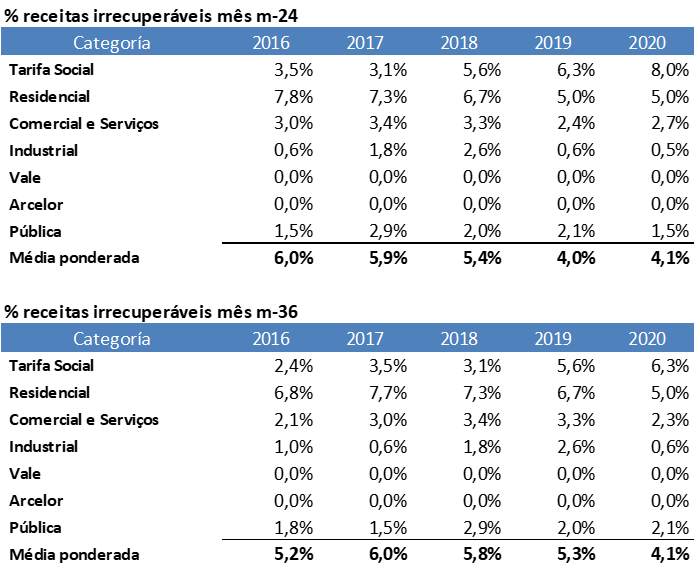 % receitas irrecuperáveis mês m-24
Categoría 2016 2017 2018 2019 2020
Tarifa Social 3,5% 3,1% 5,6% 6,3% 8,0%
Residencial 7,8% 7,3% 6,7% 5,0% 5,0%
Comercial e Serviços 3,0% 3,4% 3,3% 2,4% 2,7%
Industrial 0,6% 1,8% 2,6% 0,6% 0,5%
Vale 0,0% 0,0% 0,0% 0,0% 0,0%
Arcelor 0,0% 0,0% 0,0% 0,0% 0,0%
Pública 1,5% 2,9% 2,0% 2,1% 1,5%
Média ponderada 6,0% 5,9% 5,4% 4,0% 4,1%
% receitas irrecuperáveis mês m-36
Categoría 2016 2017 2018 2019 2020
Tarifa Social 2,4% 3,5% 3,1% 5,6% 6,3%
Residencial 6,8% 7,7% 7,3% 6,7% 5,0%
Comercial e Serviços 2,1% 3,0% 3,4% 3,3% 2,3%
Industrial 1,0% 0,6% 1,8% 2,6% 0,6%
Vale 0,0% 0,0% 0,0% 0,0% 0,0%
Arcelor 0,0% 0,0% 0,0% 0,0% 0,0%
Pública 1,8% 1,5% 2,9% 2,0% 2,1%
Média ponderada 5,2% 6,0% 5,8% 5,3% 4,1%